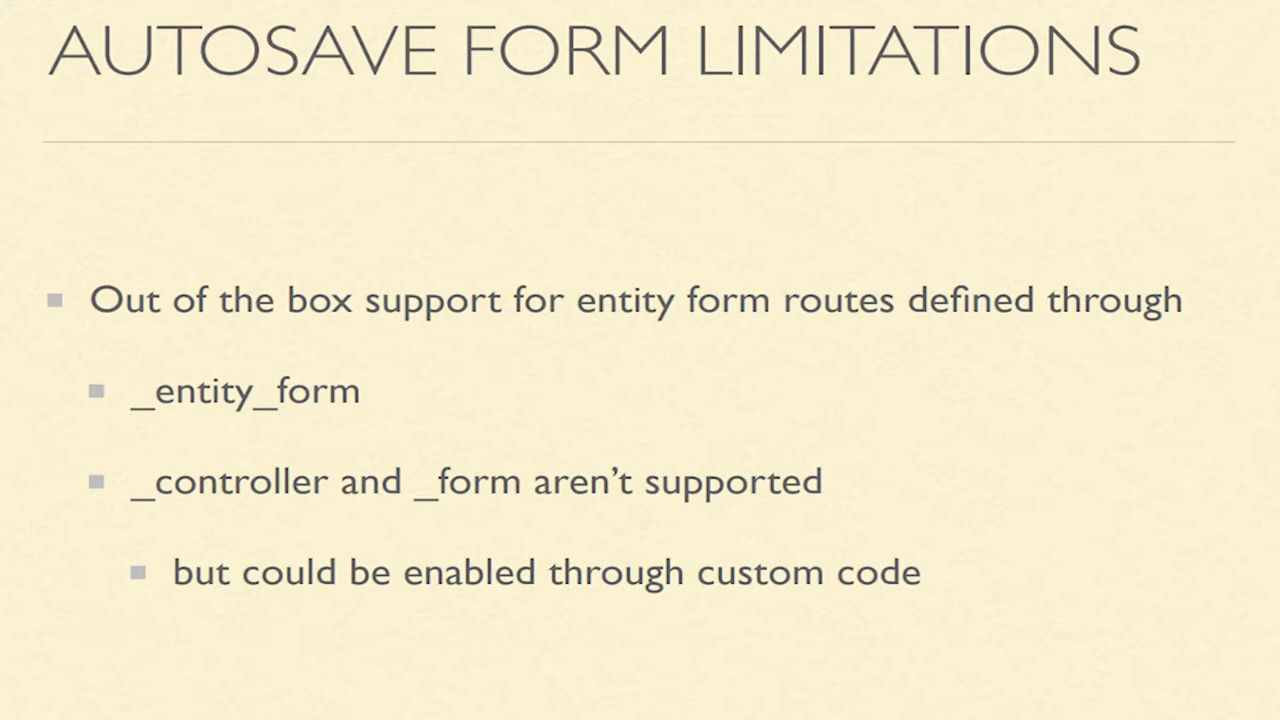 AUTOSAVE FORM LIMITATIONS
Out of the box support for entity form routes defined through
_entity_form
_controller and _form aren’t supported
but could be enabled through custom code